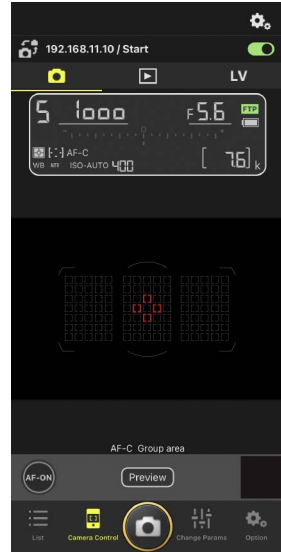 192.168.11.10 / Start
LV
S 1000 F5.6 FTP
AF-C
WB ISO-AUTO 400 [ 7.6] k
AF-C Group area
AF-ON Preview
List Camera Control Change Params Option